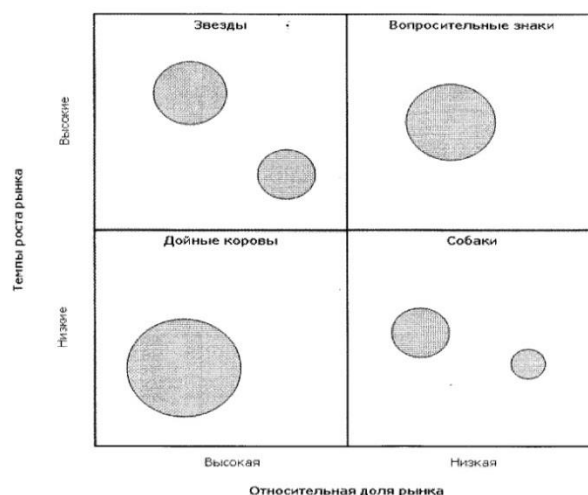 Звезды
Вопросительные знаки
Высокие
Темпы роста рынка
Дойные коровы
Собаки
Низкие
Высокая
Низкая
Относительная доля рынка